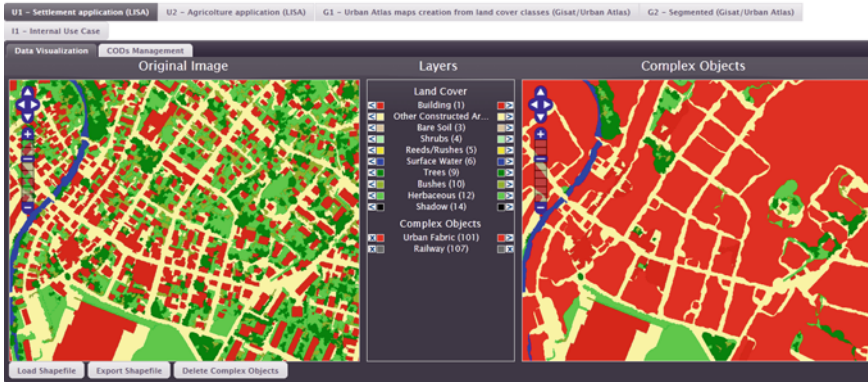 U1 - Settlement application (LISA) U2 - Agricolture application (LISA) G1 - Urban Atlas maps creation from land cover classes (Gisat/Urban Atlas) G2 - Segmented (Gisat/Urban Atlas)
I1 - Internal Use Case
Data Visualization CODs Management
Original Image Layers Complex Objects
Land Cover
Building (1)
Other Constructed Ar...
Bare Soil (3)
Shrubs (4)
Reeds/Rushes (5)
Surface Water (6)
Trees (9)
Bushes (10)
Herbaceous (12)
Shadow (14)
Complex Objects
Urban Fabric (101)
Railway (107)
Load Shapefile Export Shapefile Delete Complex Objects